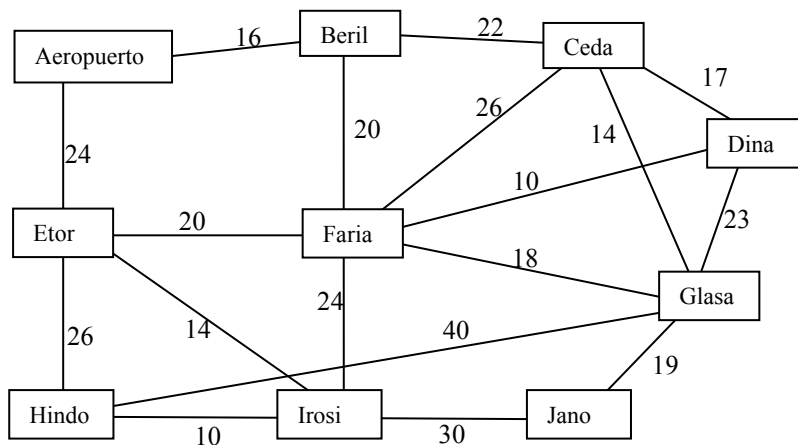 Aeropuerto
16
Beril
22
Ceda
17
24
20
26
14
Dina
10
Etor
20
Faria
23
18
Glasa
26
14
24
40
19
Hindo
10
Irosi
30
Jano